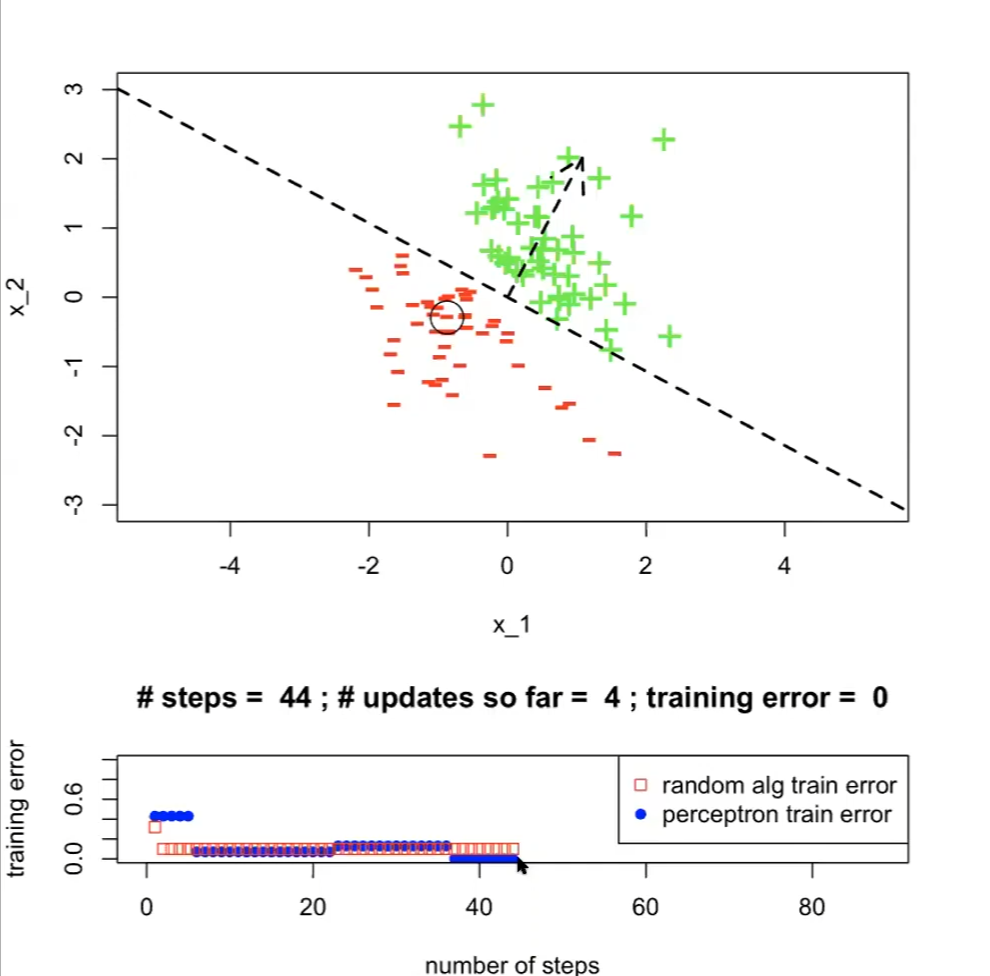 3
2
1
0
-1
-2
-3
x_2
-4 -2 0 2 4
x_1
# steps = 44 ; # updates so far = 4 ; training error = 0
training error
0.6
0.0
random alg train error
perceptron train error
0 20 40 60 80
number of steps